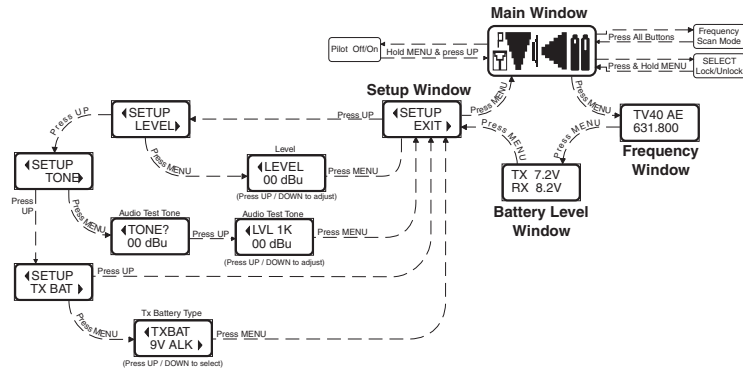 Main Window
P
Pilot Off/On
Hold MENU & press UP
Press All Buttons
Frequency
Scan Mode
Press & Hold MENU
SELECT
Lock/Unlock
Setup Window
Press UP
SETUP
LEVEL
Press UP
SETUP
EXIT
Press MENU
Press MENU
TV40 AE
631.800
Frequency
Window
Press MENU
Press MENU
TX 7.2V
RX 8.2V
Battery Level
Window
SETUP
TONE
Press MENU
Level
LEVEL
00 dBu
(Press UP / DOWN to adjust)
Press MENU
Press
UP
Press MENU
Audio Test Tone
TONE?
00 dBu
Press UP
Audio Test Tone
LVL 1K
00 dBu
(Press UP / DOWN to adjust)
Press MENU
SETUP
TX BAT
Press UP
Press MENU
Tx Battery Type
TXBAT
9V ALK
(Press UP / DOWN to select)
Press MENU